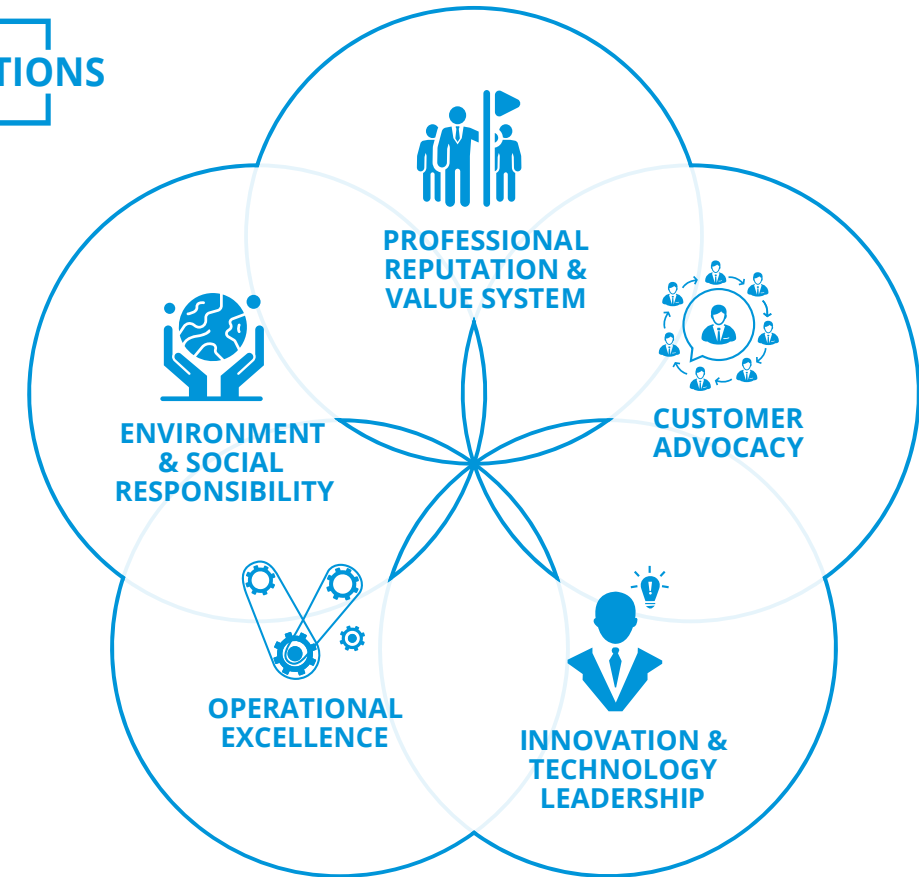 TIONS
PROFESSIONAL
REPUTATION &
VALUE SYSTEM
CUSTOMER
ADVOCACY
ENVIRONMENT
& SOCIAL
RESPONSIBILITY
OPERATIONAL
EXCELLENCE
INNOVATION &
TECHNOLOGY
LEADERSHIP